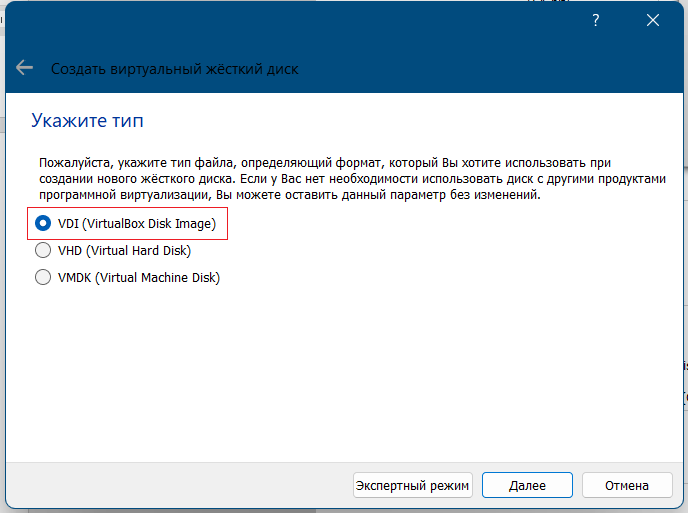 ?
Создать виртуальный жёсткий диск
Укажите тип
Пожалуйста, укажите тип файла, определяющий формат, который Вы хотите использовать при
создании нового жёсткого диска. Если у Вас нет необходимости использовать диск с другими продуктами
программной виртуализации, Вы можете оставить данный параметр без изменений.
VDI (VirtualBox Disk Image)
VHD (Virtual Hard Disk)
VMDK (Virtual Machine Disk)
Экспертный режим
Далее
Отмена